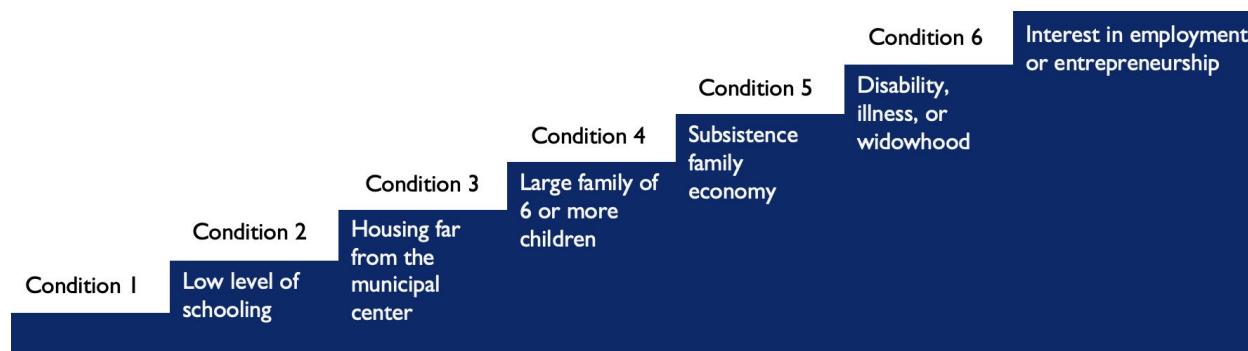 Condition 1
Condition 2
Low level of
schooling
Condition 3
Housing far
from the
municipal
center
Condition 4
Large family of
6 or more
children
Condition 5
Subsistence
family
economy
Condition 6
Disability,
illness, or
widowhood
Interest in employment
or entrepreneurship